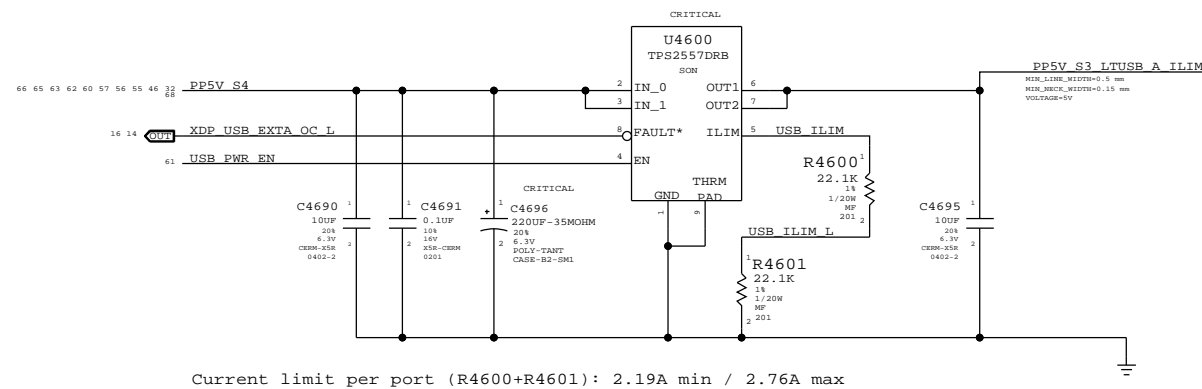 CRITICAL
U4600
TPS2557DRB
SON
PP5V_S3_LTUSB_A_ILIM
MIN_LINE_WIDTH=0.5 mm
MIN_NECK_WIDTH=0.15 mm
VOLTAGE=5V
66 65 63 62 60 57 56 55 46 32
68
PP5V_S4
2
IN_0
OUT1
6
3
IN_1
OUT2
7
16 14
OUT
XDP_USB_EXTA_OC_L
8
FAULT*
ILIM
5
USB_ILIM
61
USB_PWR_EN
4
EN
THRM
PAD
GND
1
9
R4600
1
22.1K
1%
1/20W
MF
201
2
CRITICAL
C4690
1
10UF
20%
6.3V
CERM-X5R
0402-2
2
C4691
1
0.1UF
10%
16V
X5R-CERM
0201
2
C4696
1
+
220UF-35MOHM
20%
6.3V
POLY-TANT
CASE-B2-SM1
2
USB_ILIM_L
R4601
1
22.1K
1%
1/20W
MF
201
2
C4695
1
10UF
20%
6.3V
CERM-X5R
0402-2
2
Current limit per port (R4600+R4601): 2.19A min / 2.76A max